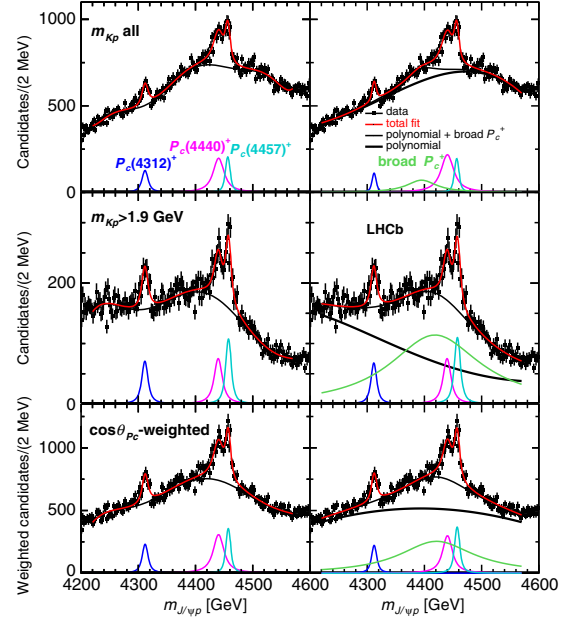 Candidates/(2 MeV)
1000
500
0
m_Kp all
P_c(4312)^+
P_c(4440)^+
P_c(4457)^+
data
total fit
polynomial + broad P_c^+
polynomial
broad P_c^+
Candidates/(2 MeV)
200
0
m_Kp>1.9 GeV
LHCb
Weighted candidates/(2 MeV)
1000
750
500
250
0
cosθ_Pc-weighted
4200 4300 4400 4500 4600 4300 4400 4500 4600
m_J/ψp [GeV] m_J/ψp [GeV]